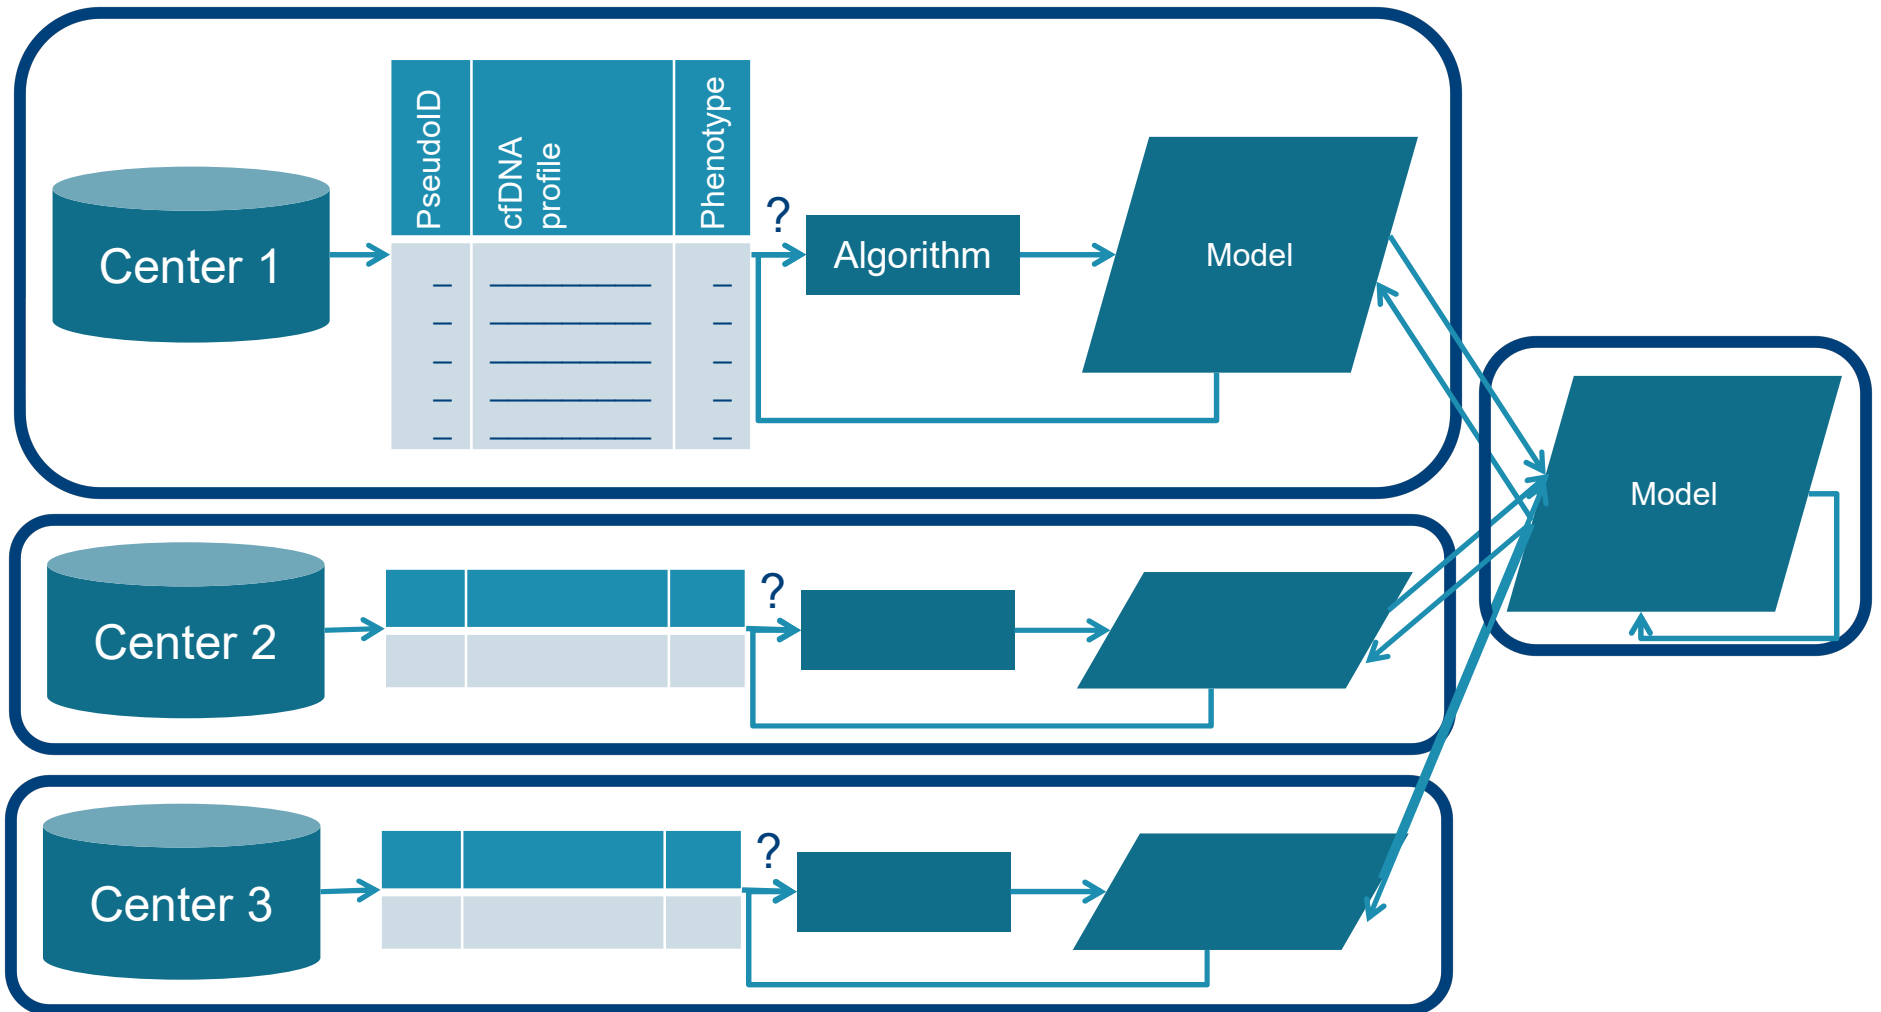 PseudoID
cfDNA
profile
Phenotype
Center 1
?
Algorithm
Model
Model
Center 2
?
Center 3
?